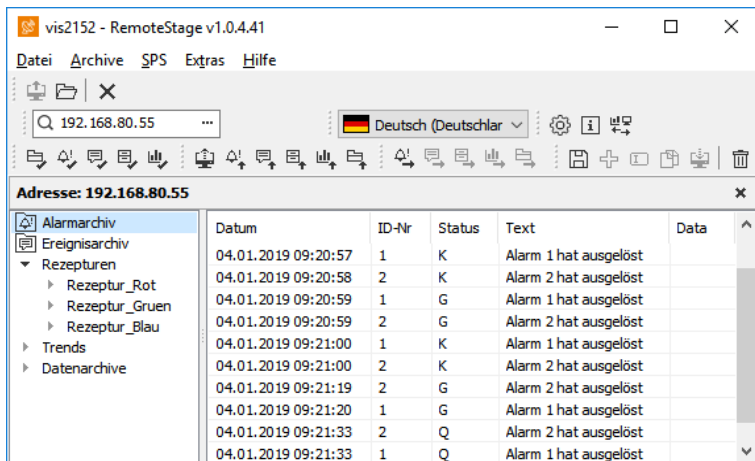 vis2152 - RemoteStage v1.0.4.41
Datei Archive SPS Extras Hilfe
192.168.80.55 ...
Deutsch (Deutschlar
Adresse: 192.168.80.55
Alarmarchiv
Ereignisarchiv
Rezepturen
Rezeptur_Rot
Rezeptur_Gruen
Rezeptur_Blau
Trends
Datenarchive
Datum ID-Nr Status Text Data
04.01.2019 09:20:57 1 K Alarm 1 hat ausgelöst
04.01.2019 09:20:58 2 K Alarm 2 hat ausgelöst
04.01.2019 09:20:59 1 G Alarm 1 hat ausgelöst
04.01.2019 09:20:59 2 G Alarm 2 hat ausgelöst
04.01.2019 09:21:00 1 K Alarm 1 hat ausgelöst
04.01.2019 09:21:00 2 K Alarm 2 hat ausgelöst
04.01.2019 09:21:19 2 G Alarm 2 hat ausgelöst
04.01.2019 09:21:20 1 G Alarm 1 hat ausgelöst
04.01.2019 09:21:33 2 Q Alarm 2 hat ausgelöst
04.01.2019 09:21:33 1 Q Alarm 1 hat ausgelöst